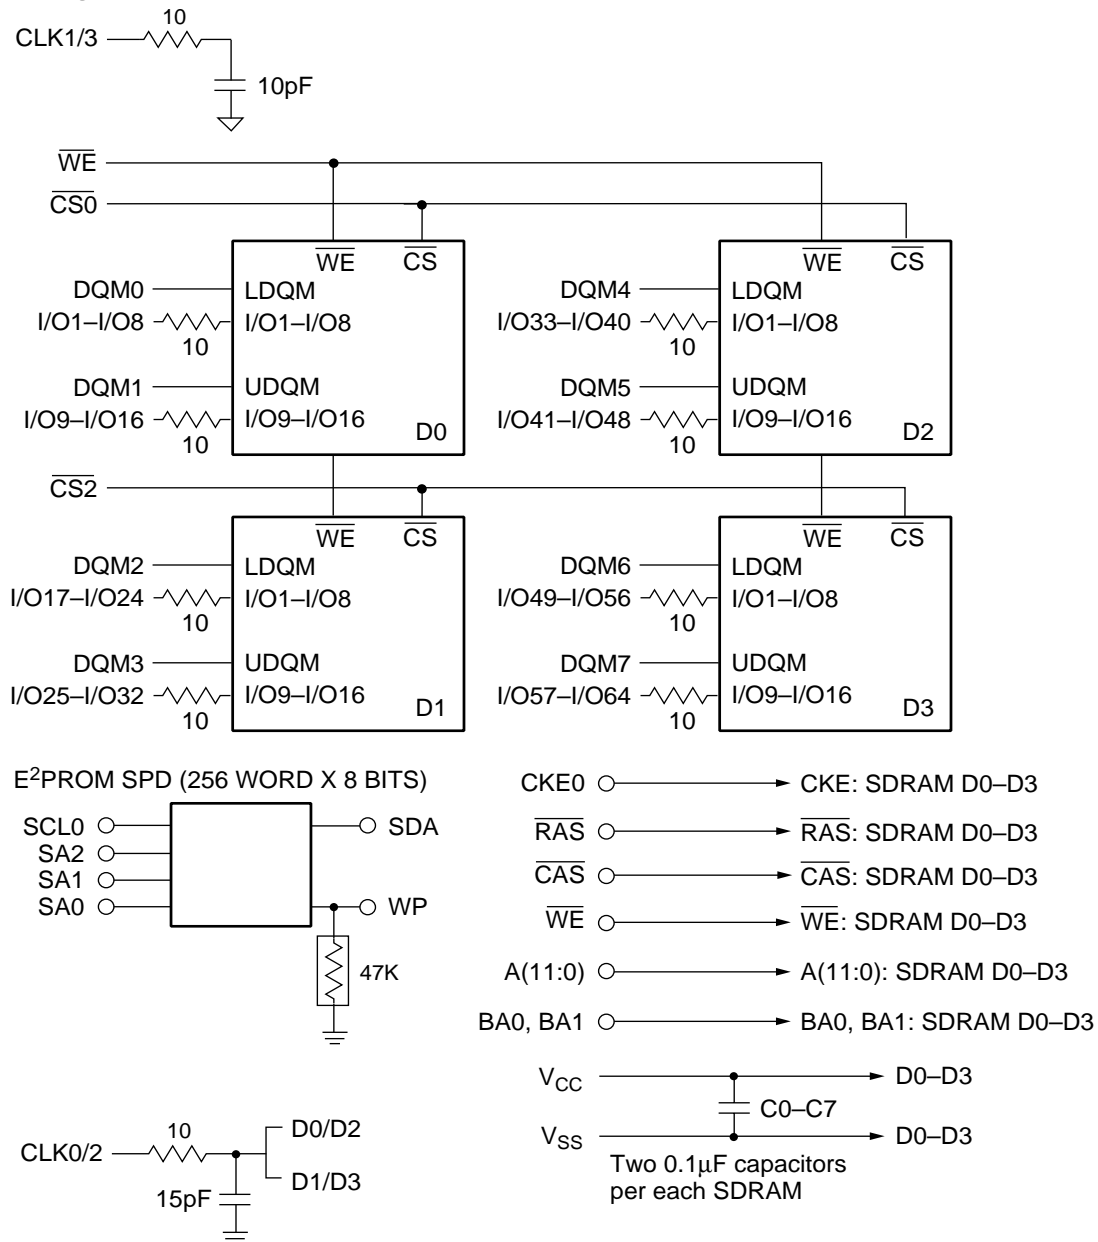 10
CLK1/3
10pF
WE
CS0
WE CS
DQM0 LDQM
I/O1–I/O8 I/O1–I/O8
10
DQM1 UDQM
I/O9–I/O16 I/O9–I/O16
10 D0
WE CS
DQM4 LDQM
I/O33–I/O40 I/O1–I/O8
10
DQM5 UDQM
I/O41–I/O48 I/O9–I/O16
10 D2
CS2
WE CS
DQM2 LDQM
I/O17–I/O24 I/O1–I/O8
10
DQM3 UDQM
I/O25–I/O32 I/O9–I/O16
10 D1
WE CS
DQM6 LDQM
I/O49–I/O56 I/O1–I/O8
10
DQM7 UDQM
I/O57–I/O64 I/O9–I/O16
10 D3
E²PROM SPD (256 WORD X 8 BITS)
SCL0 SDA
SA2
SA1
SA0 WP
47K
CKE0 CKE: SDRAM D0–D3
RAS RAS: SDRAM D0–D3
CAS CAS: SDRAM D0–D3
WE WE: SDRAM D0–D3
A(11:0) A(11:0): SDRAM D0–D3
BA0, BA1 BA0, BA1: SDRAM D0–D3
VCC D0–D3
C0–C7
VSS D0–D3
Two 0.1µF capacitors
per each SDRAM
10 D0/D2
CLK0/2
D1/D3
15pF